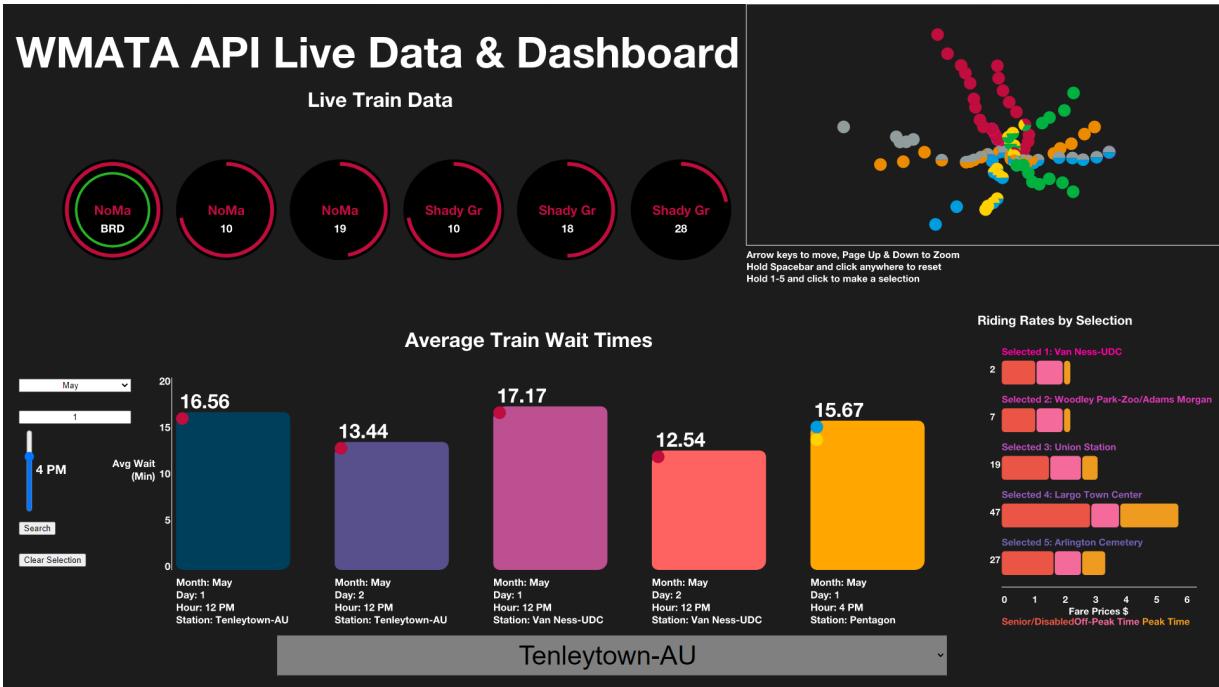 WMATA API Live Data & Dashboard
Live Train Data
NoMa
BRD
NoMa
10
NoMa
19
Shady Gr
10
Shady Gr
18
Shady Gr
28
Arrow keys to move, Page Up & Down to Zoom
Hold Spacebar and click anywhere to reset
Hold 1-5 and click to make a selection
Average Train Wait Times
May
1
4 PM
Search
Clear Selection
Avg Wait
(Min)
20
15
10
5
0
16.56
13.44
17.17
12.54
15.67
Month: May
Day: 1
Hour: 12 PM
Station: Tenleytown-AU
Month: May
Day: 2
Hour: 12 PM
Station: Tenleytown-AU
Month: May
Day: 1
Hour: 12 PM
Station: Van Ness-UDC
Month: May
Day: 2
Hour: 12 PM
Station: Van Ness-UDC
Month: May
Day: 1
Hour: 4 PM
Station: Pentagon
Tenleytown-AU
Riding Rates by Selection
Selected 1: Van Ness-UDC
2
Selected 2: Woodley Park-Zoo/Adams Morgan
7
Selected 3: Union Station
19
Selected 4: Largo Town Center
47
Selected 5: Arlington Cemetery
27
0 1 2 3 4 5 6
Fare Prices $
Senior/Disabled Off-Peak Time Peak Time